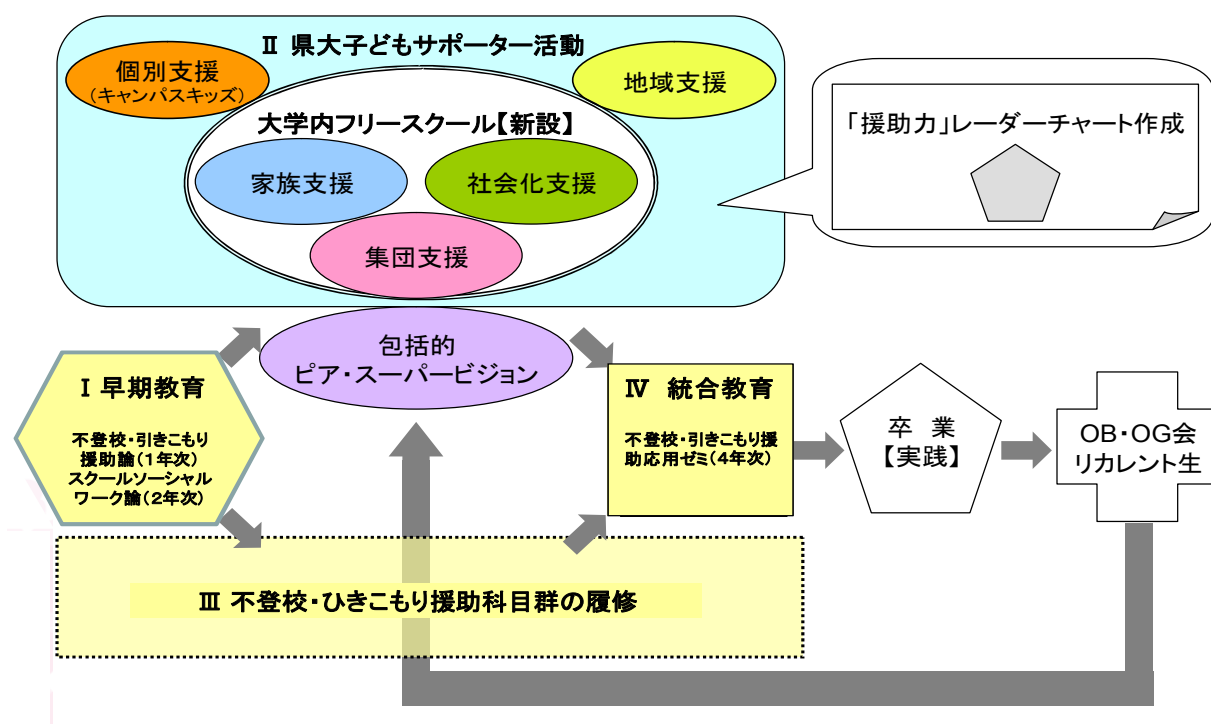 Ⅱ 県大子どもサポーター活動
個別支援
(キャンパスキッズ)
地域支援
大学内フリースクール【新設】
家族支援
社会化支援
集団支援
「援助力」レーダーチャート作成
包括的
ピア・スーパービジョン
Ⅰ 早期教育
不登校・引きこもり
援助論(1年次)
スクールソーシャル
ワーク論(2年次)
Ⅳ 統合教育
不登校・引きこもり援
助応用ゼミ(4年次)
卒 業
【実践】
OB・OG会
リカレント生
Ⅲ 不登校・ひきこもり援助科目群の履修